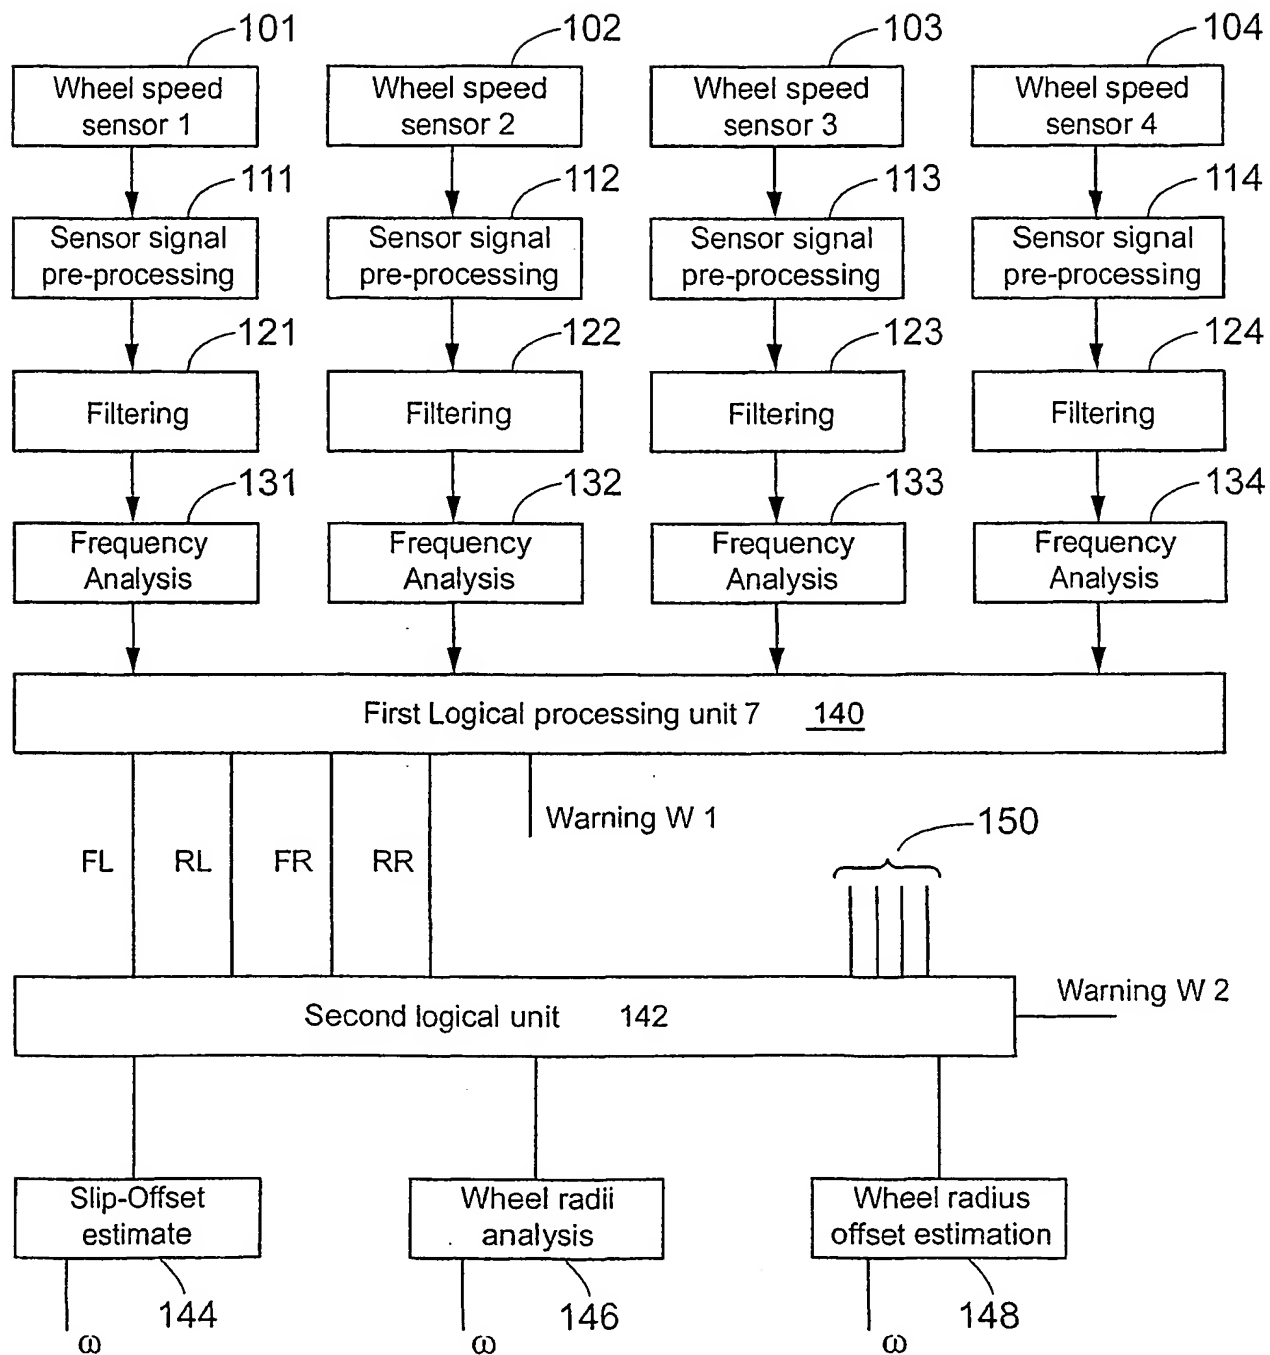 101 102 103 104
Wheel speed sensor 1
Wheel speed sensor 2
Wheel speed sensor 3
Wheel speed sensor 4
111 112 113 114
Sensor signal pre-processing
Sensor signal pre-processing
Sensor signal pre-processing
Sensor signal pre-processing
121 122 123 124
Filtering Filtering Filtering Filtering
131 132 133 134
Frequency Analysis
Frequency Analysis
Frequency Analysis
Frequency Analysis
First Logical processing unit 7 140
Warning W 1
150
FL RL FR RR
Warning W 2
Second logical unit 142
Slip-Offset estimate
Wheel radii analysis
Wheel radius offset estimation
144 146 148
ω ω ω